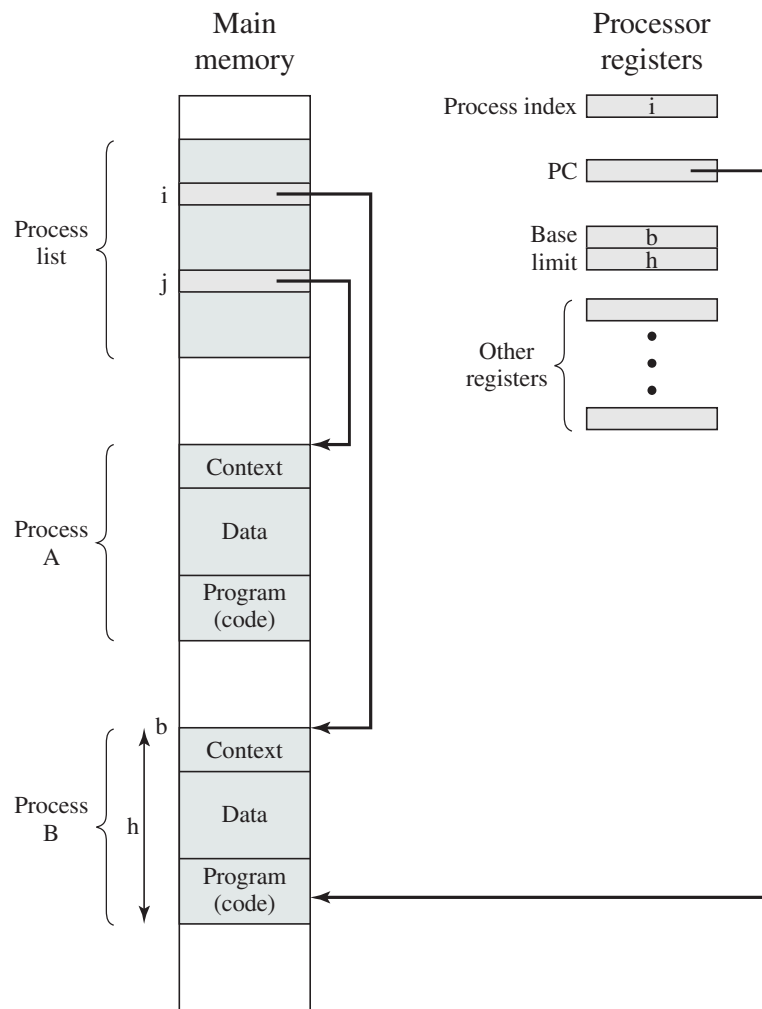 Main
memory
Processor
registers
Process index
i
PC
Base
limit
b
h
Other
registers
Process
list
i
j
Process
A
Context
Data
Program
(code)
Process
B
b
h
Context
Data
Program
(code)